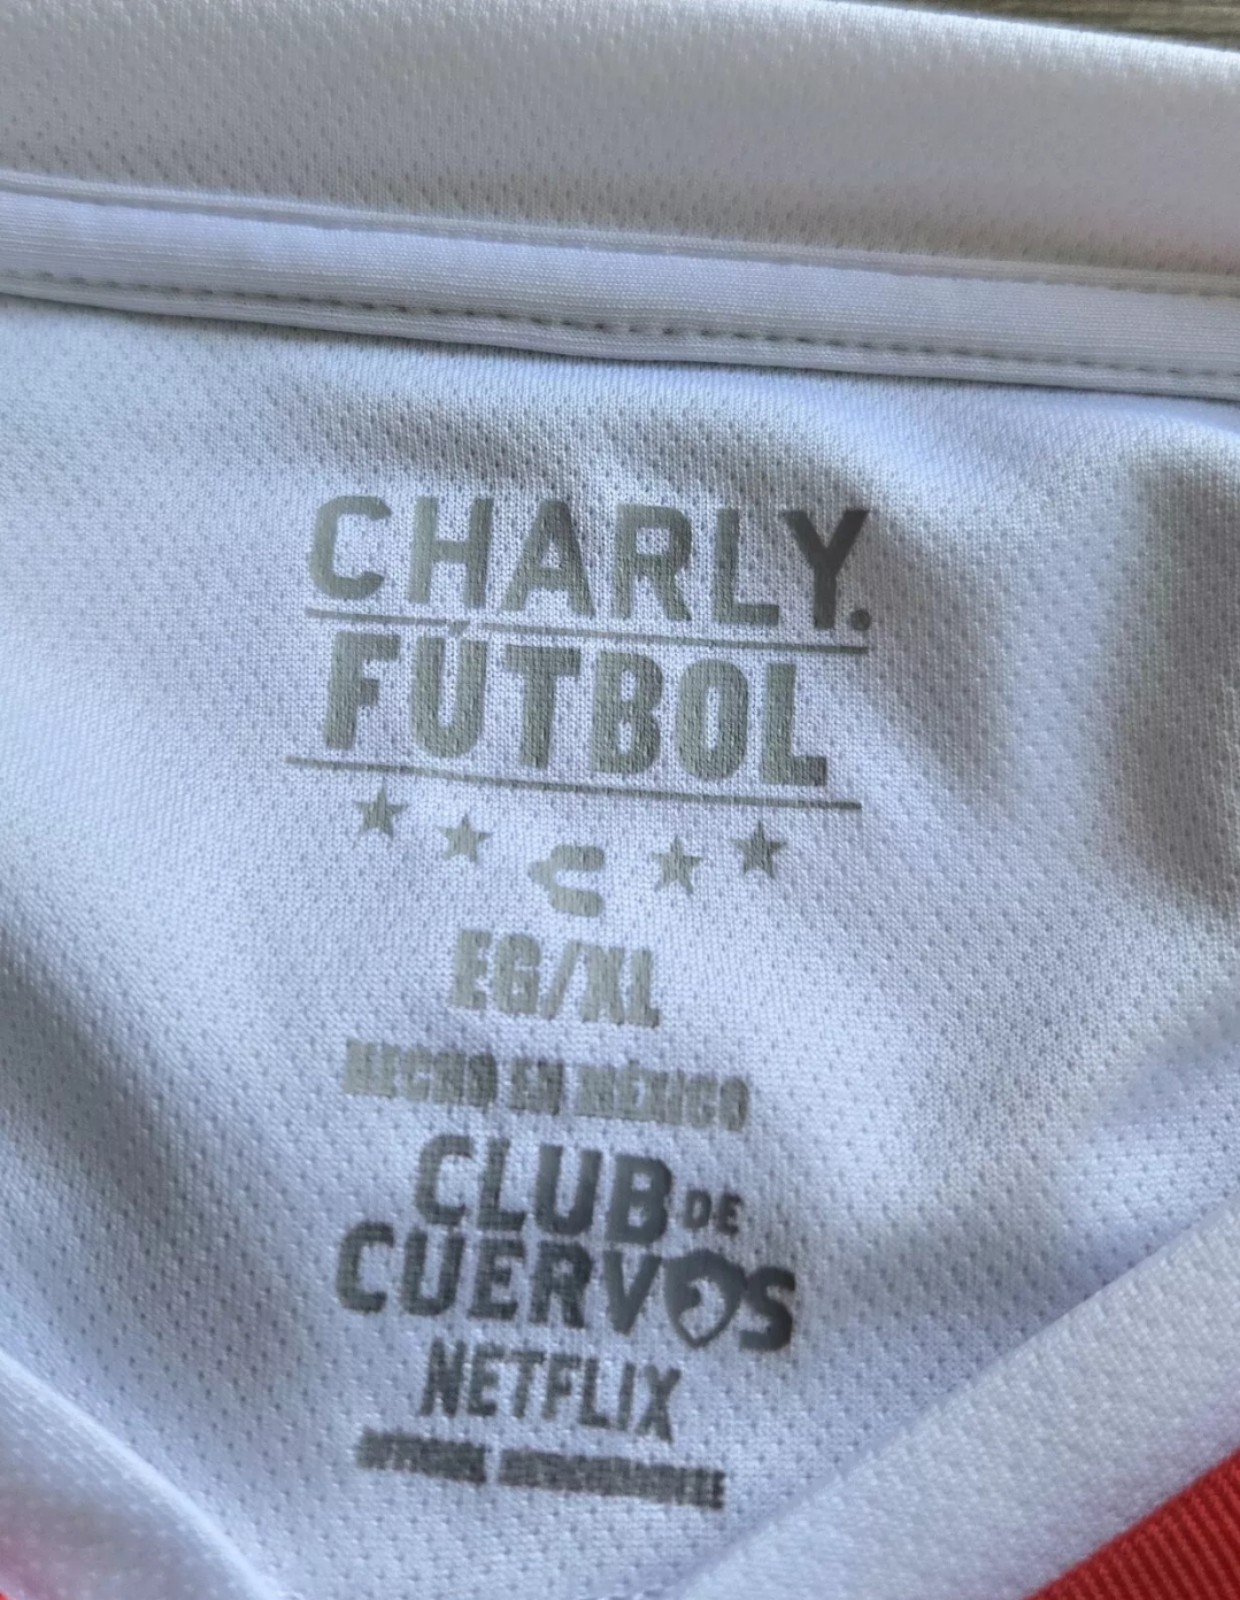 CHARLY.
FÚTBOL
EG/XL
HECHO EN MÉXICO
CLUB DE
CUERVOS
NETFLIX